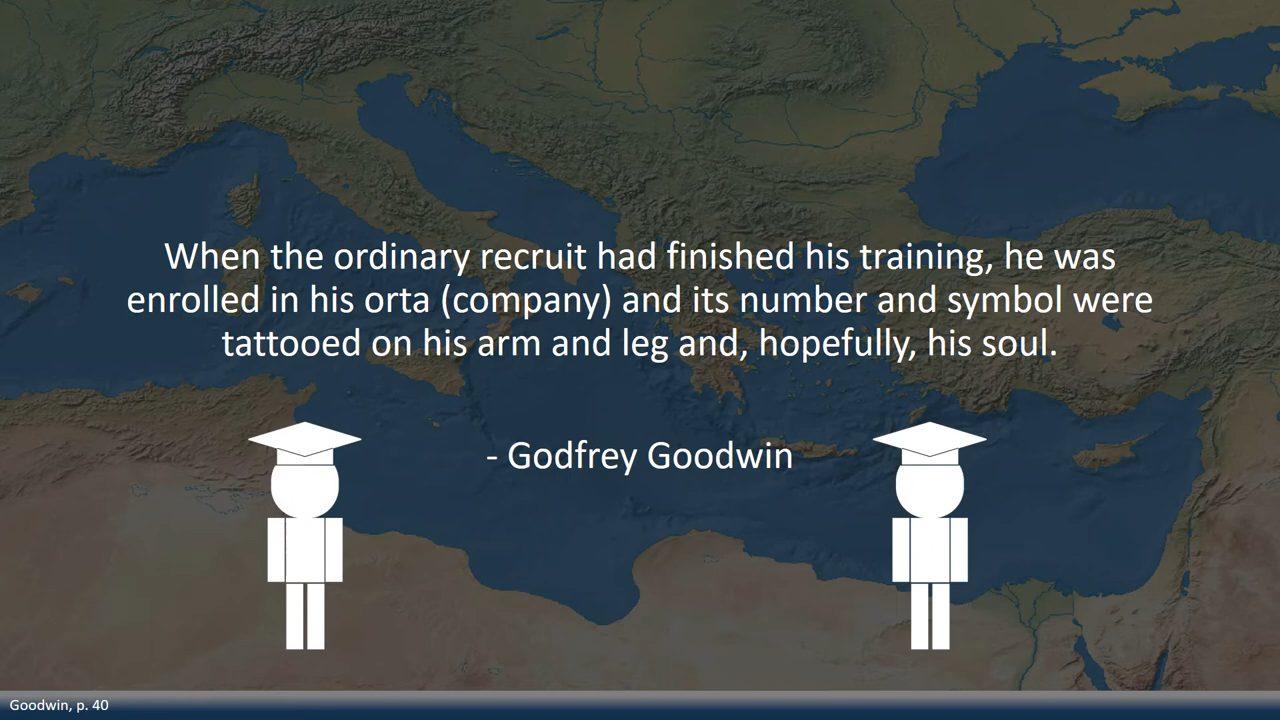 When the ordinary recruit had finished his training, he was
enrolled in his orta (company) and its number and symbol were
tattooed on his arm and leg and, hopefully, his soul.
- Godfrey Goodwin
Goodwin, p. 40